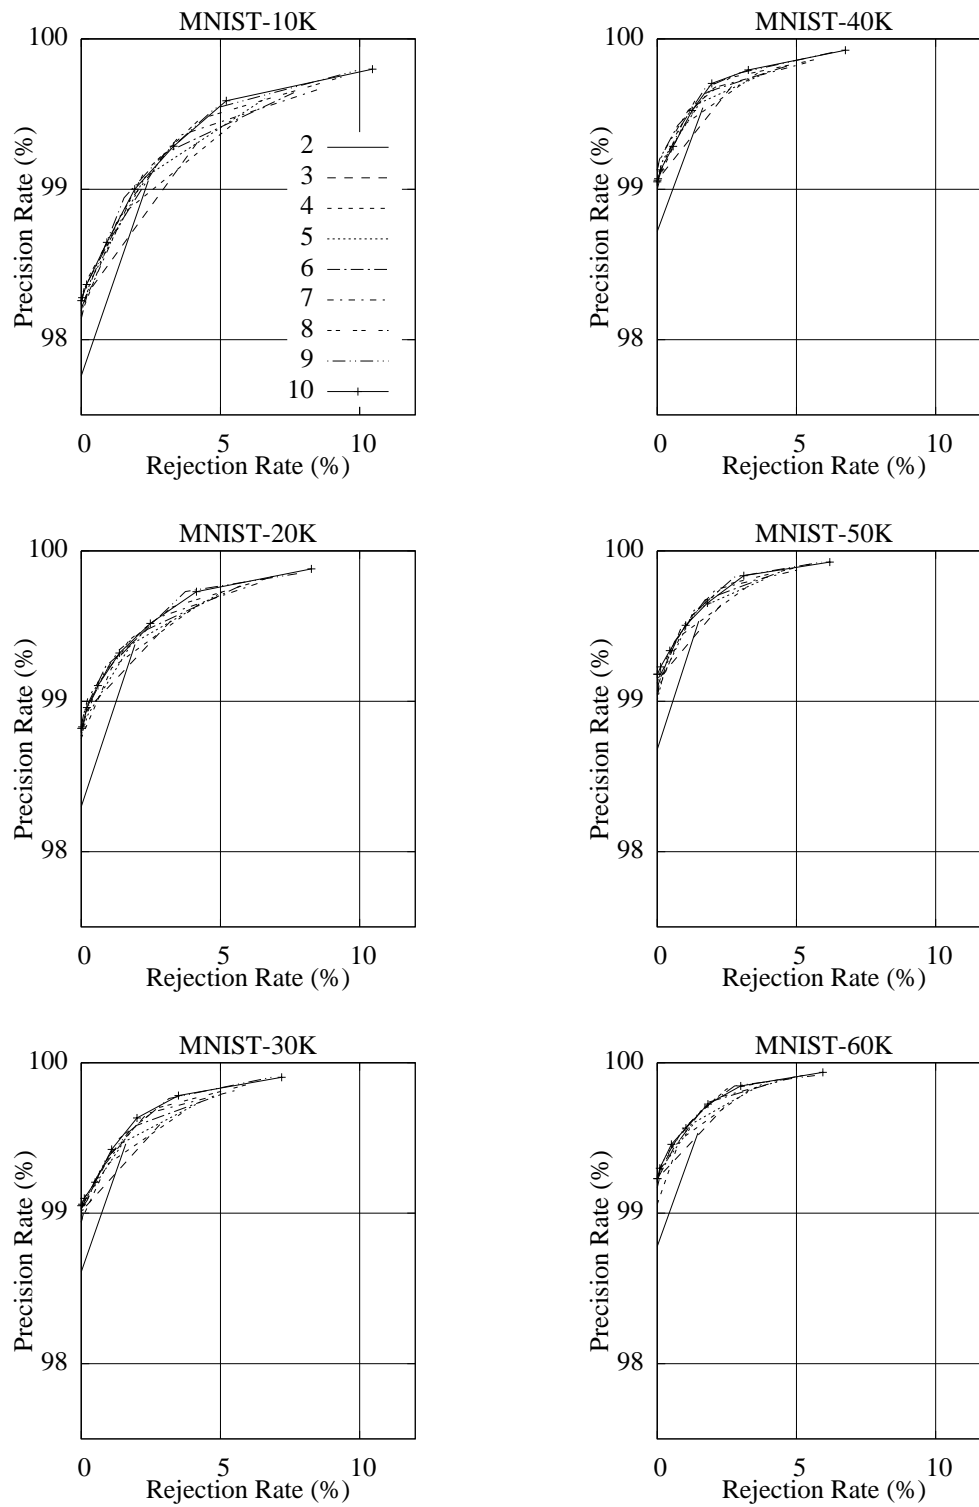 MNIST-10K
100
99
98
Precision Rate (%)
2
3
4
5
6
7
8
9
10
0 5 10
Rejection Rate (%)
MNIST-40K
100
99
98
Precision Rate (%)
0 5 10
Rejection Rate (%)
MNIST-20K
100
99
98
Precision Rate (%)
0 5 10
Rejection Rate (%)
MNIST-50K
100
99
98
Precision Rate (%)
0 5 10
Rejection Rate (%)
MNIST-30K
100
99
98
Precision Rate (%)
0 5 10
Rejection Rate (%)
MNIST-60K
100
99
98
Precision Rate (%)
0 5 10
Rejection Rate (%)